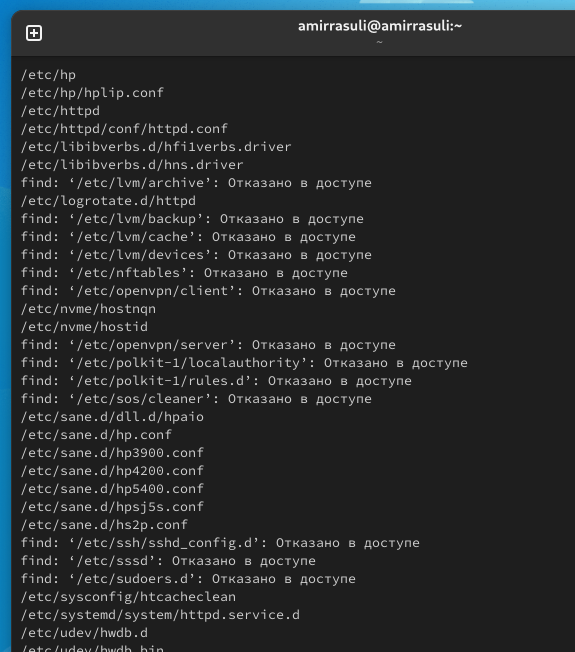 amirrasuli@amirrasuli:~
~
/etc/hp
/etc/hp/hplip.conf
/etc/httpd
/etc/httpd/conf/httpd.conf
/etc/libibverbs.d/hfi1verbs.driver
/etc/libibverbs.d/hns.driver
find: ‘/etc/lvm/archive’: Отказано в доступе
/etc/logrotate.d/httpd
find: ‘/etc/lvm/backup’: Отказано в доступе
find: ‘/etc/lvm/cache’: Отказано в доступе
find: ‘/etc/lvm/devices’: Отказано в доступе
find: ‘/etc/nftables’: Отказано в доступе
find: ‘/etc/openvpn/client’: Отказано в доступе
/etc/nvme/hostnqn
/etc/nvme/hostid
find: ‘/etc/openvpn/server’: Отказано в доступе
find: ‘/etc/polkit-1/localauthority’: Отказано в доступе
find: ‘/etc/polkit-1/rules.d’: Отказано в доступе
find: ‘/etc/sos/cleaner’: Отказано в доступе
/etc/sane.d/dll.d/hpaio
/etc/sane.d/hp.conf
/etc/sane.d/hp3900.conf
/etc/sane.d/hp4200.conf
/etc/sane.d/hp5400.conf
/etc/sane.d/hpsj5s.conf
/etc/sane.d/hs2p.conf
find: ‘/etc/ssh/sshd_config.d’: Отказано в доступе
find: ‘/etc/sssd’: Отказано в доступе
find: ‘/etc/sudoers.d’: Отказано в доступе
/etc/sysconfig/htcacheclean
/etc/systemd/system/httpd.service.d
/etc/udev/hwdb.d
/etc/udev/hwdb.bin